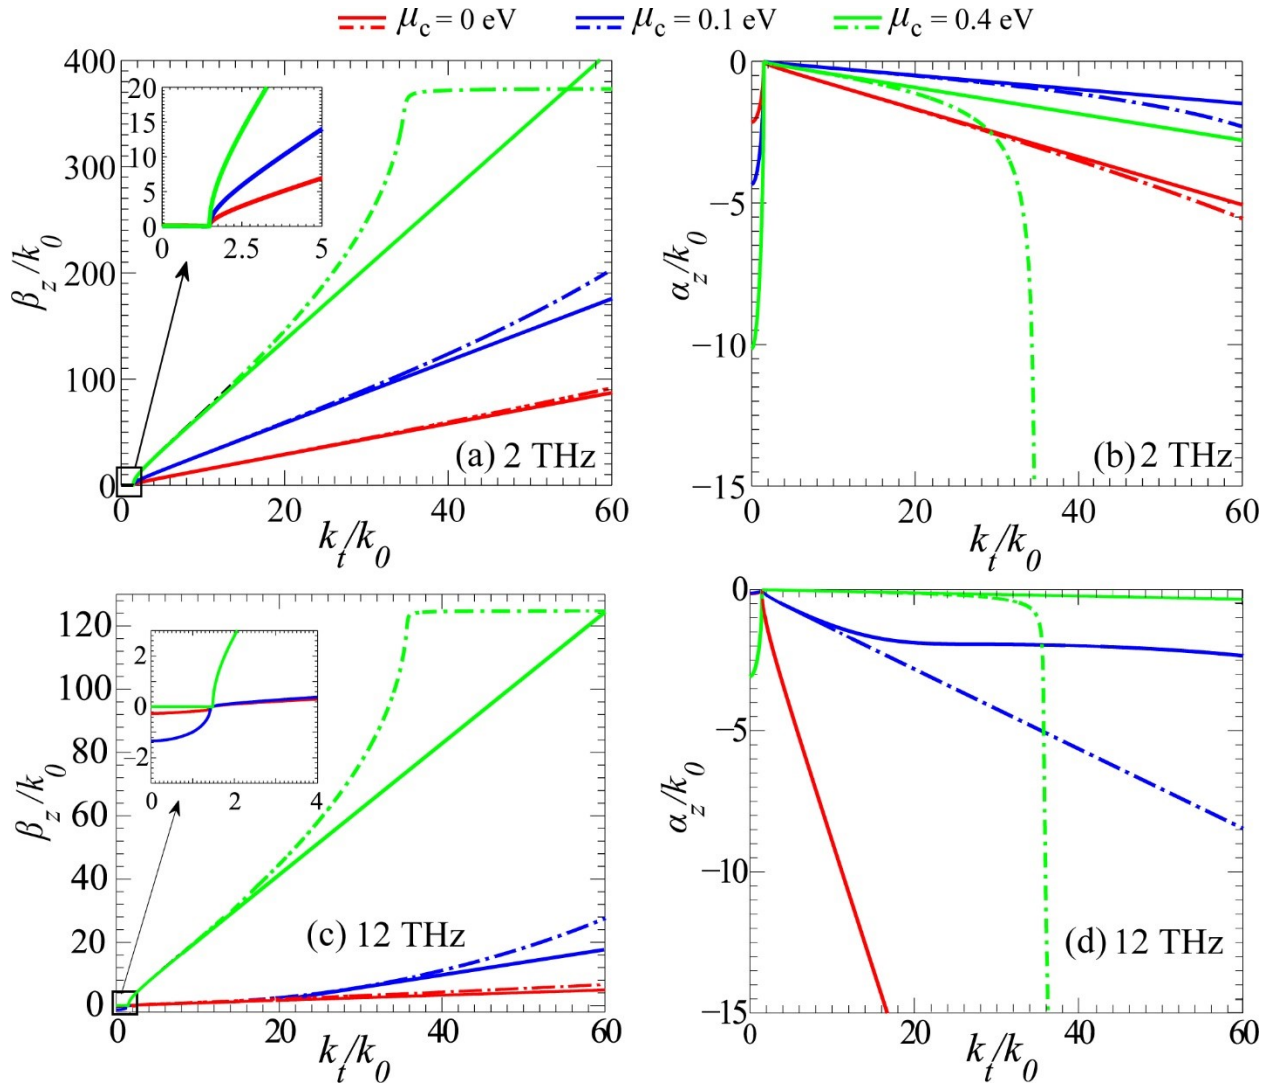 μc = 0 eV μc = 0.1 eV μc = 0.4 eV
400
300
200
100
0
βz/k0
20
15
10
5
0
0 2.5 5
(a) 2 THz
0 20 40 60
kt/k0
0
−5
−10
−15
αz/k0
(b) 2 THz
20 40 60
kt/k0
120
100
80
60
40
20
0
βz/k0
2
0
−2
0 2 4
(c) 12 THz
0 20 40 60
kt/k0
0
−5
−10
−15
αz/k0
(d) 12 THz
0 20 40 60
kt/k0